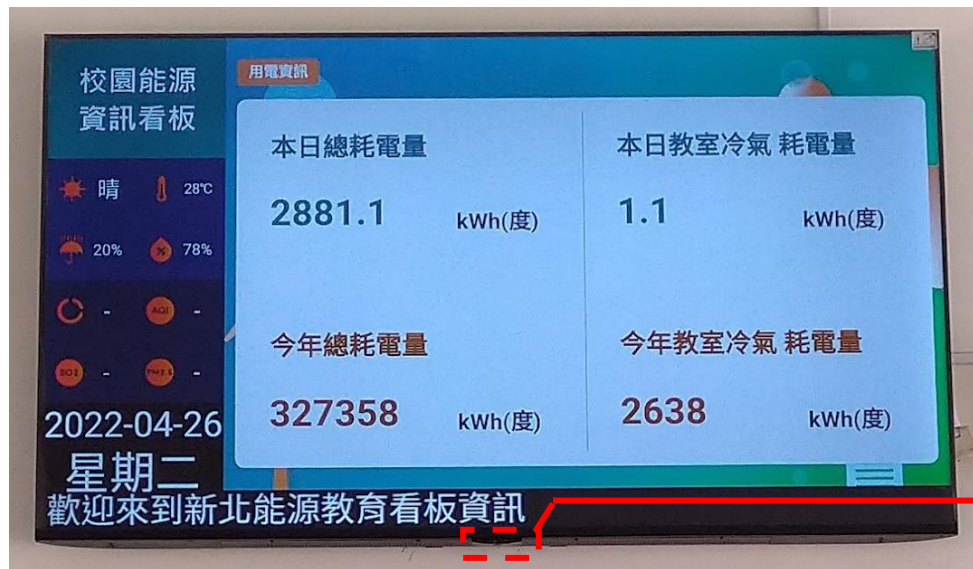 校園能源
資訊看板
晴 28℃
20% % 78%
- AQI -
SO2 - PM2.5 -
2022-04-26
星期二
用電資訊
本日總耗電量
2881.1 kWh(度)
本日教室冷氣 耗電量
1.1 kWh(度)
今年總耗電量
327358 kWh(度)
今年教室冷氣 耗電量
2638 kWh(度)
歡迎來到新北能源教育看板資訊